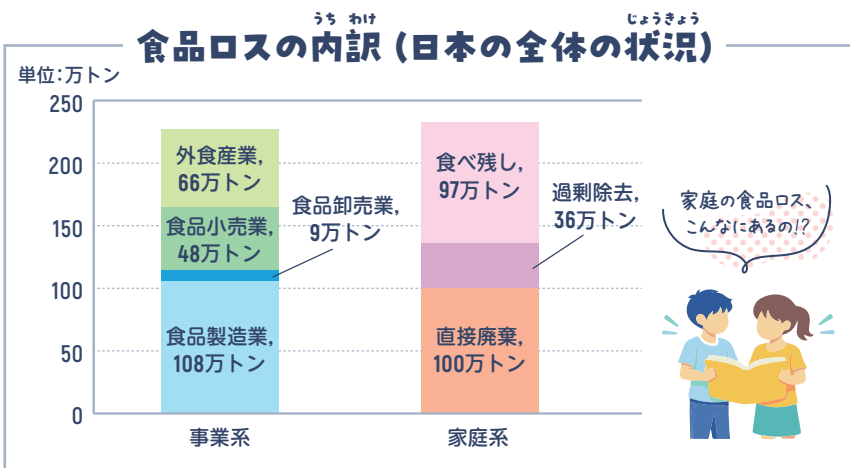 うち わけ
じょうきょう
食品ロスの内訳 (日本の全体の状況)
単位:万トン
250
200
150
100
50
0
外食産業,
66万トン
食品小売業,
48万トン
食品卸売業,
9万トン
食品製造業,
108万トン
食べ残し,
97万トン
過剰除去,
36万トン
直接廃棄,
100万トン
事業系
家庭系
家庭の食品ロス、
こんなにあるの!?